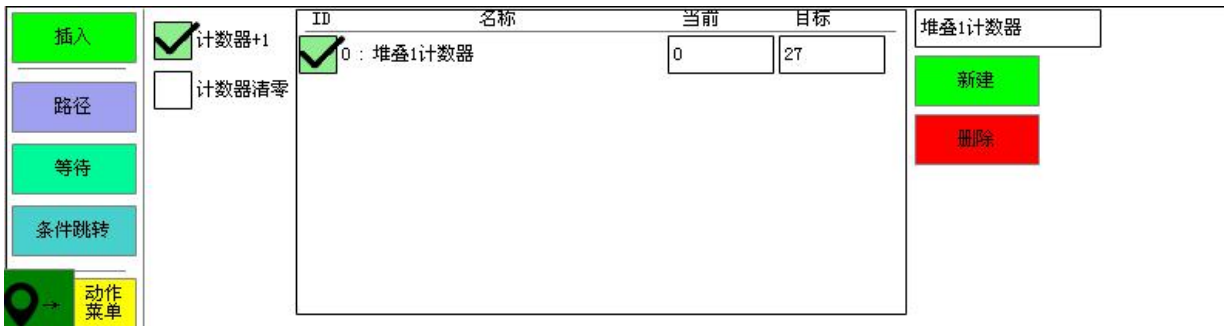 插入
路径
等待
条件跳转
→
动作
菜单
计数器+1
计数器清零
ID 名称 当前 目标
0：堆叠1计数器 0 27
堆叠1计数器
新建
删除